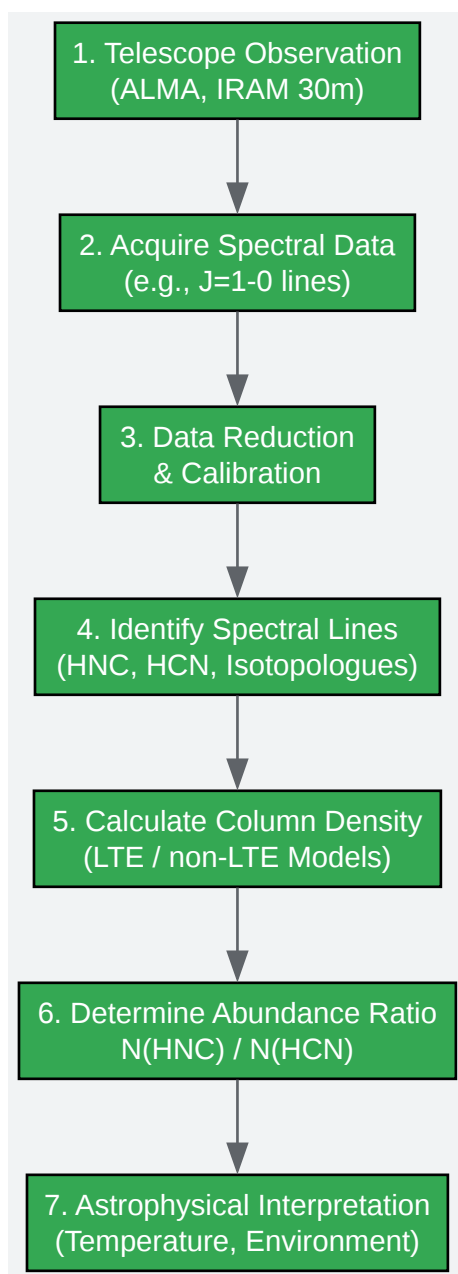 1. Telescope Observation
(ALMA, IRAM 30m)
2. Acquire Spectral Data
(e.g., J=1-0 lines)
3. Data Reduction
& Calibration
4. Identify Spectral Lines
(HNC, HCN, Isotopologues)
5. Calculate Column Density
(LTE / non-LTE Models)
6. Determine Abundance Ratio
N(HNC) / N(HCN)
7. Astrophysical Interpretation
(Temperature, Environment)